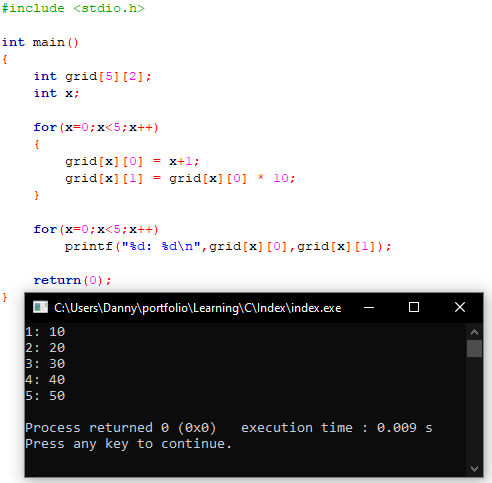 #include <stdio.h>
int main()
{
    int grid[5][2];
    int x;
    for(x=0;x<5;x++)
    {
        grid[x][0] = x+1;
        grid[x][1] = grid[x][0] * 10;
    }
    for(x=0;x<5;x++)
        printf("%d: %d\n",grid[x][0],grid[x][1]);
    return(0);
}
C:\Users\Danny\portfolio\Learning\C\Index\index.exe
1: 10
2: 20
3: 30
4: 40
5: 50
Process returned 0 (0x0)   execution time : 0.009 s
Press any key to continue.